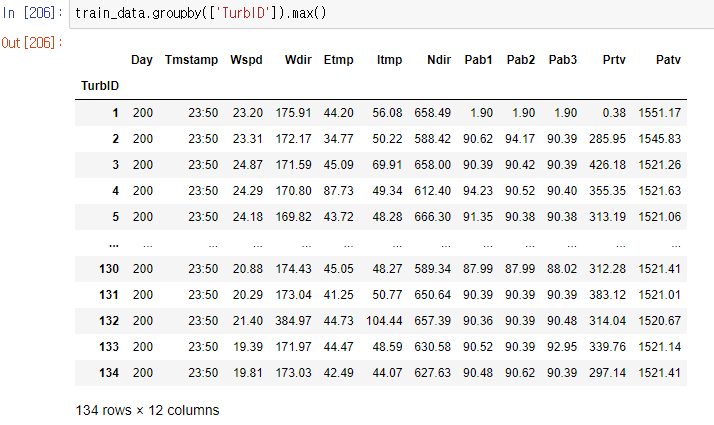 In [206]: train_data.groupby(['TurbID']).max()
Out[206]:
Day Tmstamp Wspd Wdir Etmp Itmp Ndir Pab1 Pab2 Pab3 Prtv Patv
TurbID
1 200 23:50 23.20 175.91 44.20 56.08 658.49 1.90 1.90 1.90 0.38 1551.17
2 200 23:50 23.31 172.17 34.77 50.22 588.42 90.62 94.17 90.39 285.95 1545.83
3 200 23:50 24.87 171.59 45.09 69.91 658.00 90.39 90.42 90.39 426.18 1521.26
4 200 23:50 24.29 170.80 87.73 49.34 612.40 94.23 90.52 90.40 355.35 1521.63
5 200 23:50 24.18 169.82 43.72 48.28 666.30 91.35 90.38 90.38 313.19 1521.06
... ... ... ... ... ... ... ... ... ... ... ... ...
130 200 23:50 20.88 174.43 45.05 48.27 589.34 87.99 87.99 88.02 312.28 1521.41
131 200 23:50 20.29 173.04 41.25 50.77 650.64 90.39 90.39 90.39 383.12 1521.01
132 200 23:50 21.40 384.97 44.73 104.44 657.39 90.36 90.39 90.48 314.04 1520.67
133 200 23:50 19.39 171.97 44.47 48.59 630.58 90.52 90.39 92.95 339.76 1521.14
134 200 23:50 19.81 173.03 42.49 44.07 627.63 90.48 90.62 90.39 297.14 1521.41
134 rows × 12 columns